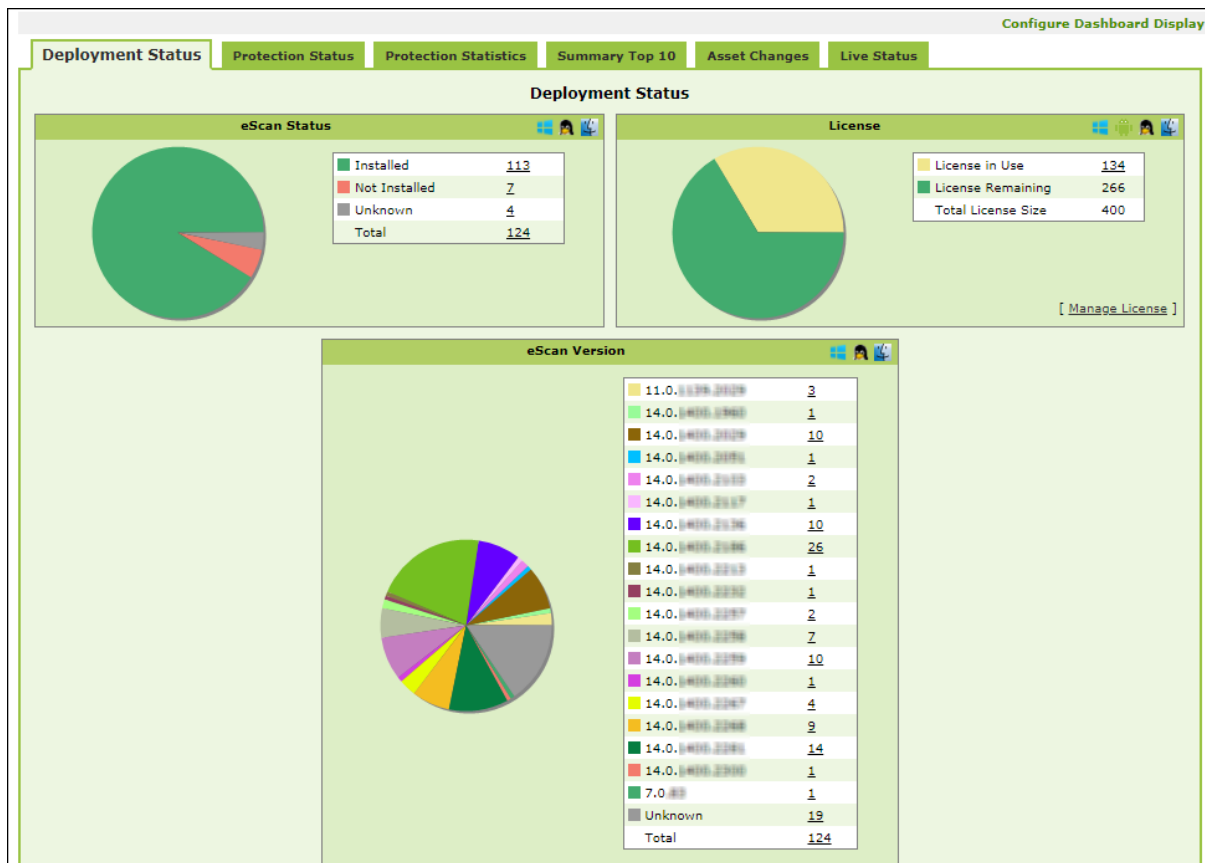 Configure Dashboard Display
Deployment Status Protection Status Protection Statistics Summary Top 10 Asset Changes Live Status
Deployment Status
eScan Status
Installed 113
Not Installed 7
Unknown 4
Total 124
License
License in Use 134
License Remaining 266
Total License Size 400
[ Manage License ]
eScan Version
11.0. 3
14.0. 1
14.0. 10
14.0. 1
14.0. 2
14.0. 1
14.0. 10
14.0. 26
14.0. 1
14.0. 1
14.0. 2
14.0. 7
14.0. 10
14.0. 1
14.0. 4
14.0. 9
14.0. 14
14.0. 1
7.0. 1
Unknown 19
Total 124